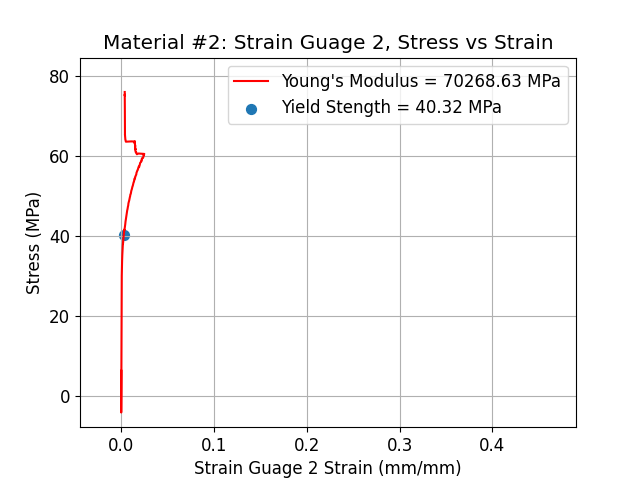 Material #2: Strain Guage 2, Stress vs Strain
Young's Modulus = 70268.63 MPa
Yield Stength = 40.32 MPa
Stress (MPa)
80
60
40
20
0
0.0 0.1 0.2 0.3 0.4
Strain Guage 2 Strain (mm/mm)